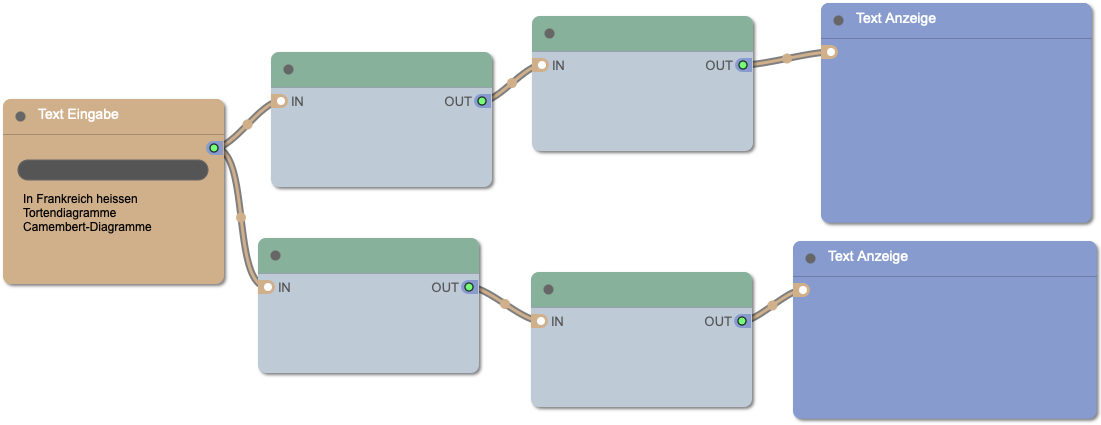 Text Eingabe
In Frankreich heissen
Tortendiagramme
Camembert-Diagramme
IN OUT
IN OUT
Text Anzeige
IN OUT
IN OUT
Text Anzeige